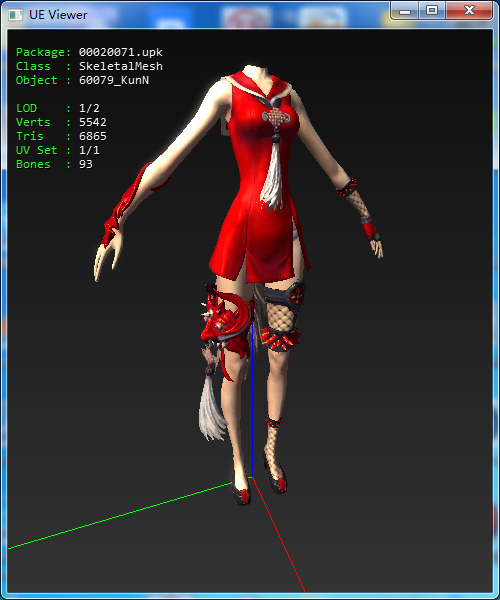 UE Viewer
Package: 00020071.upk
Class : SkeletalMesh
Object : 60079_KunN
LOD : 1/2
Verts : 5542
Tris : 6865
UV Set : 1/1
Bones : 93